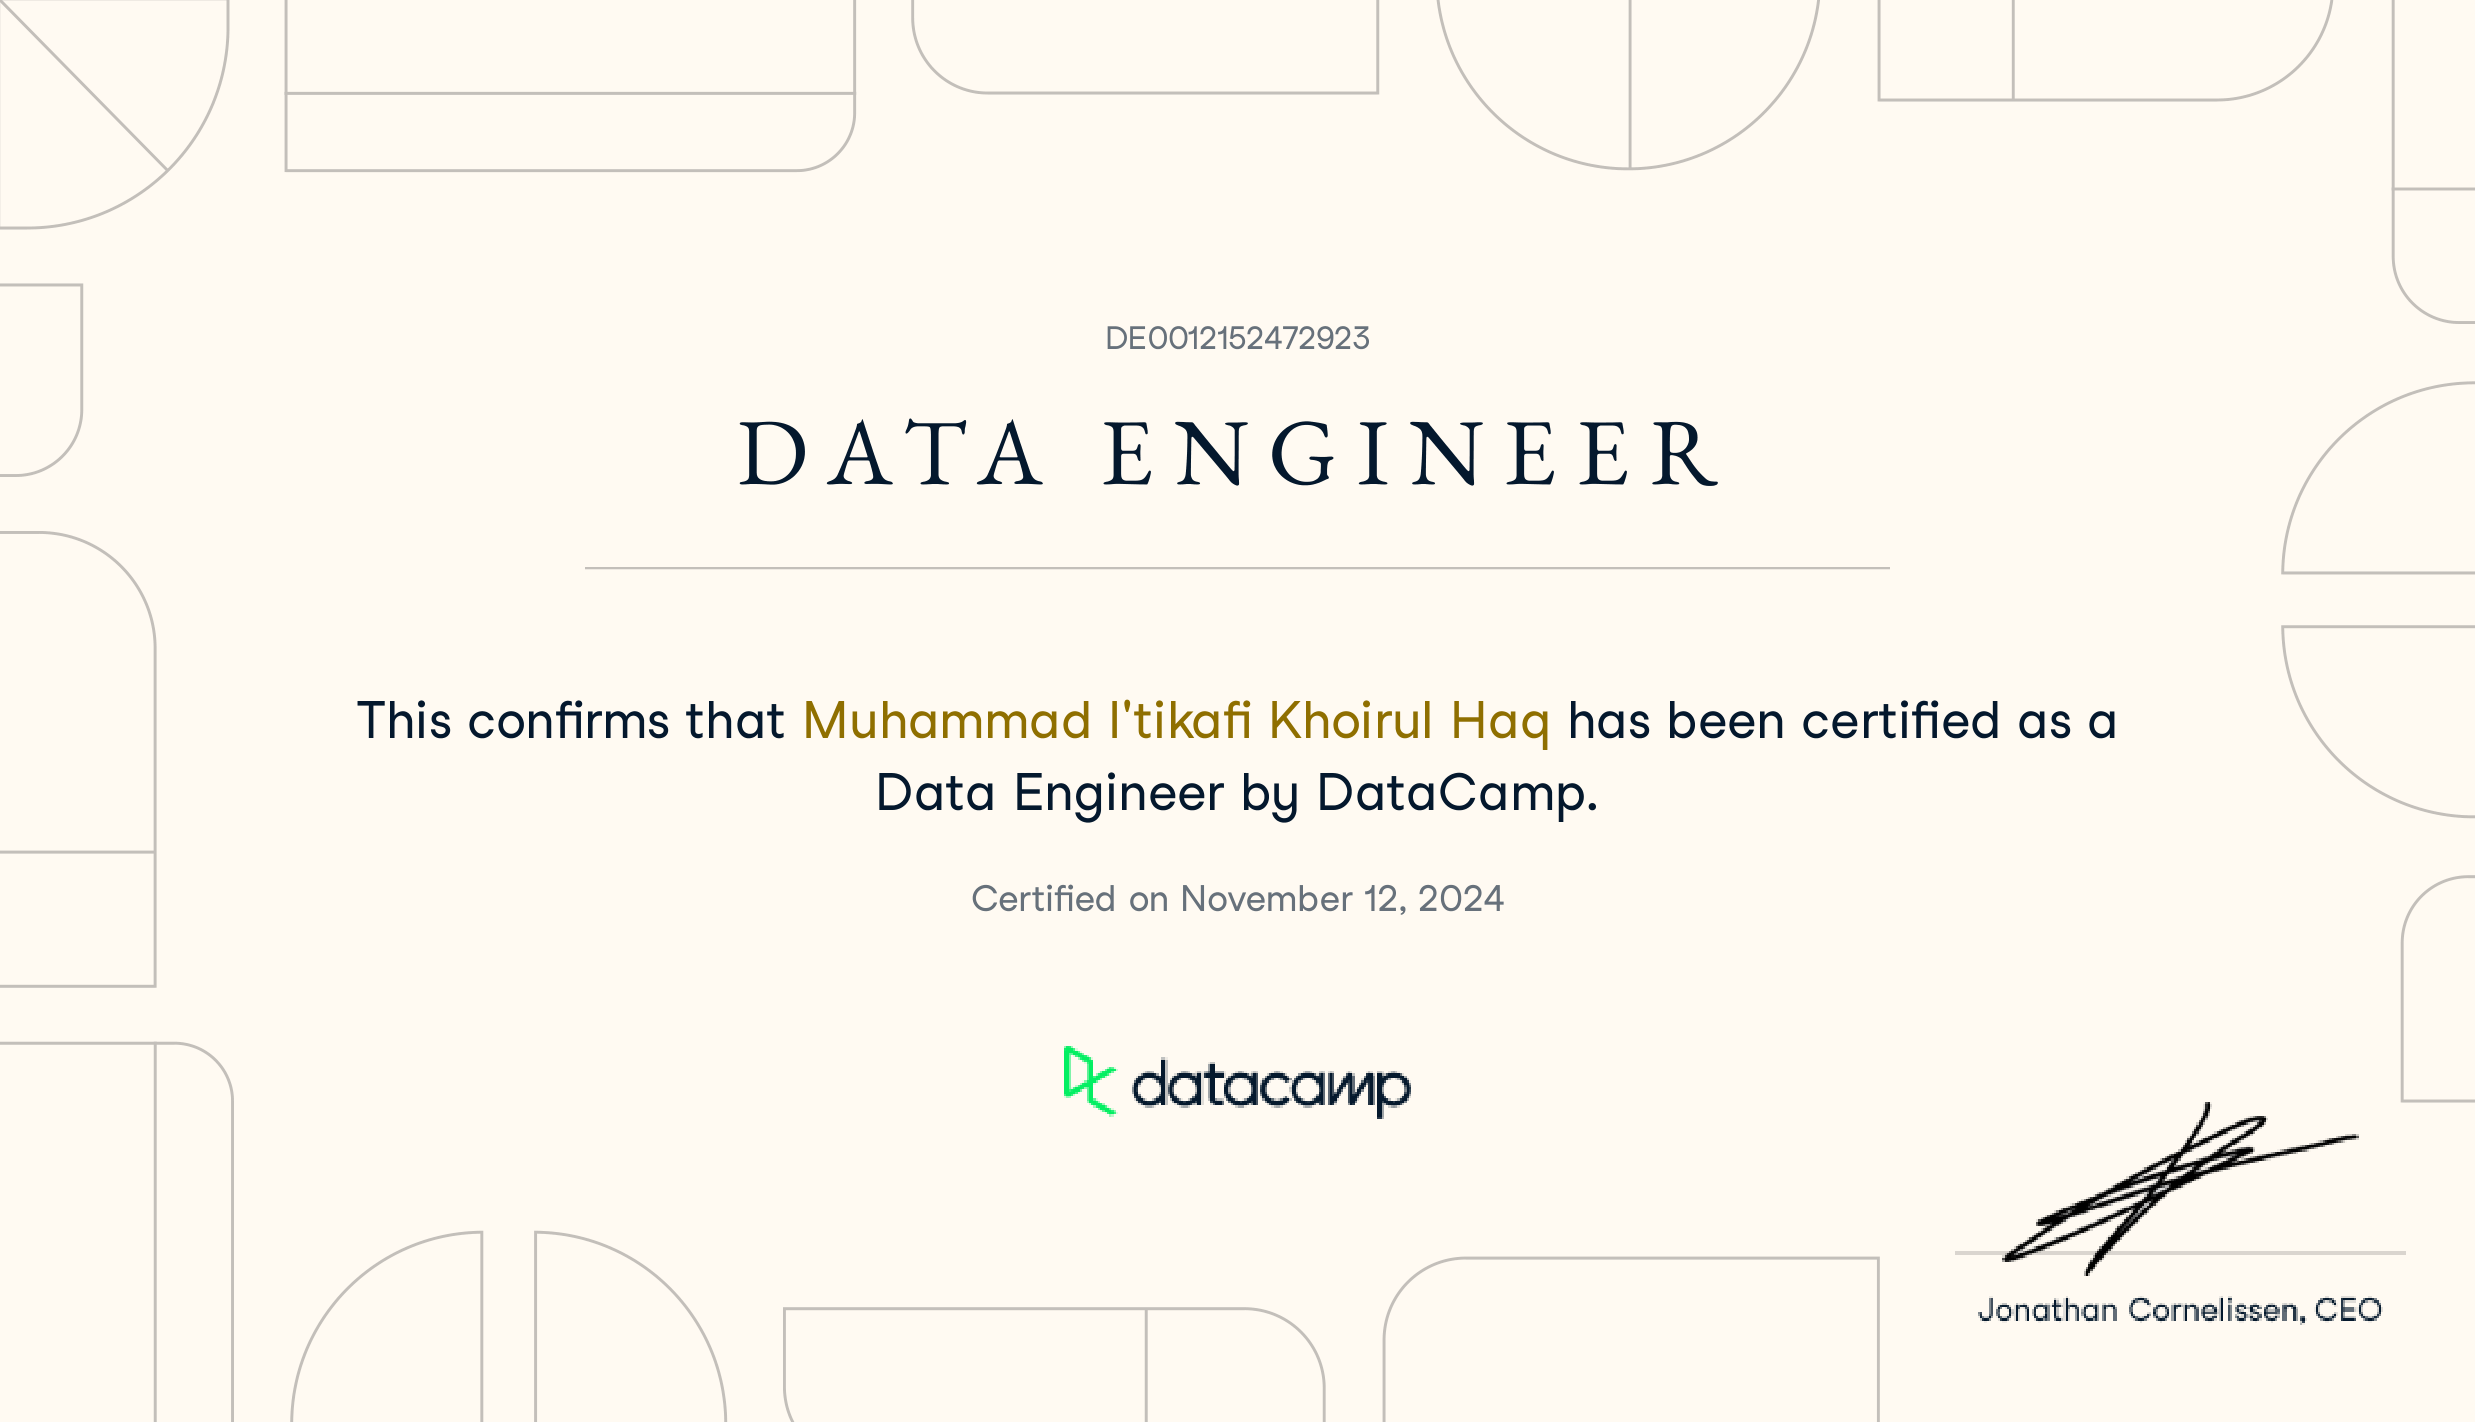 DE0012152472923
DATA ENGINEER
This confirms that Muhammad I'tikafi Khoirul Haq has been certified as a
Data Engineer by DataCamp.
Certified on November 12, 2024
datacamp
Jonathan Cornelissen, CEO